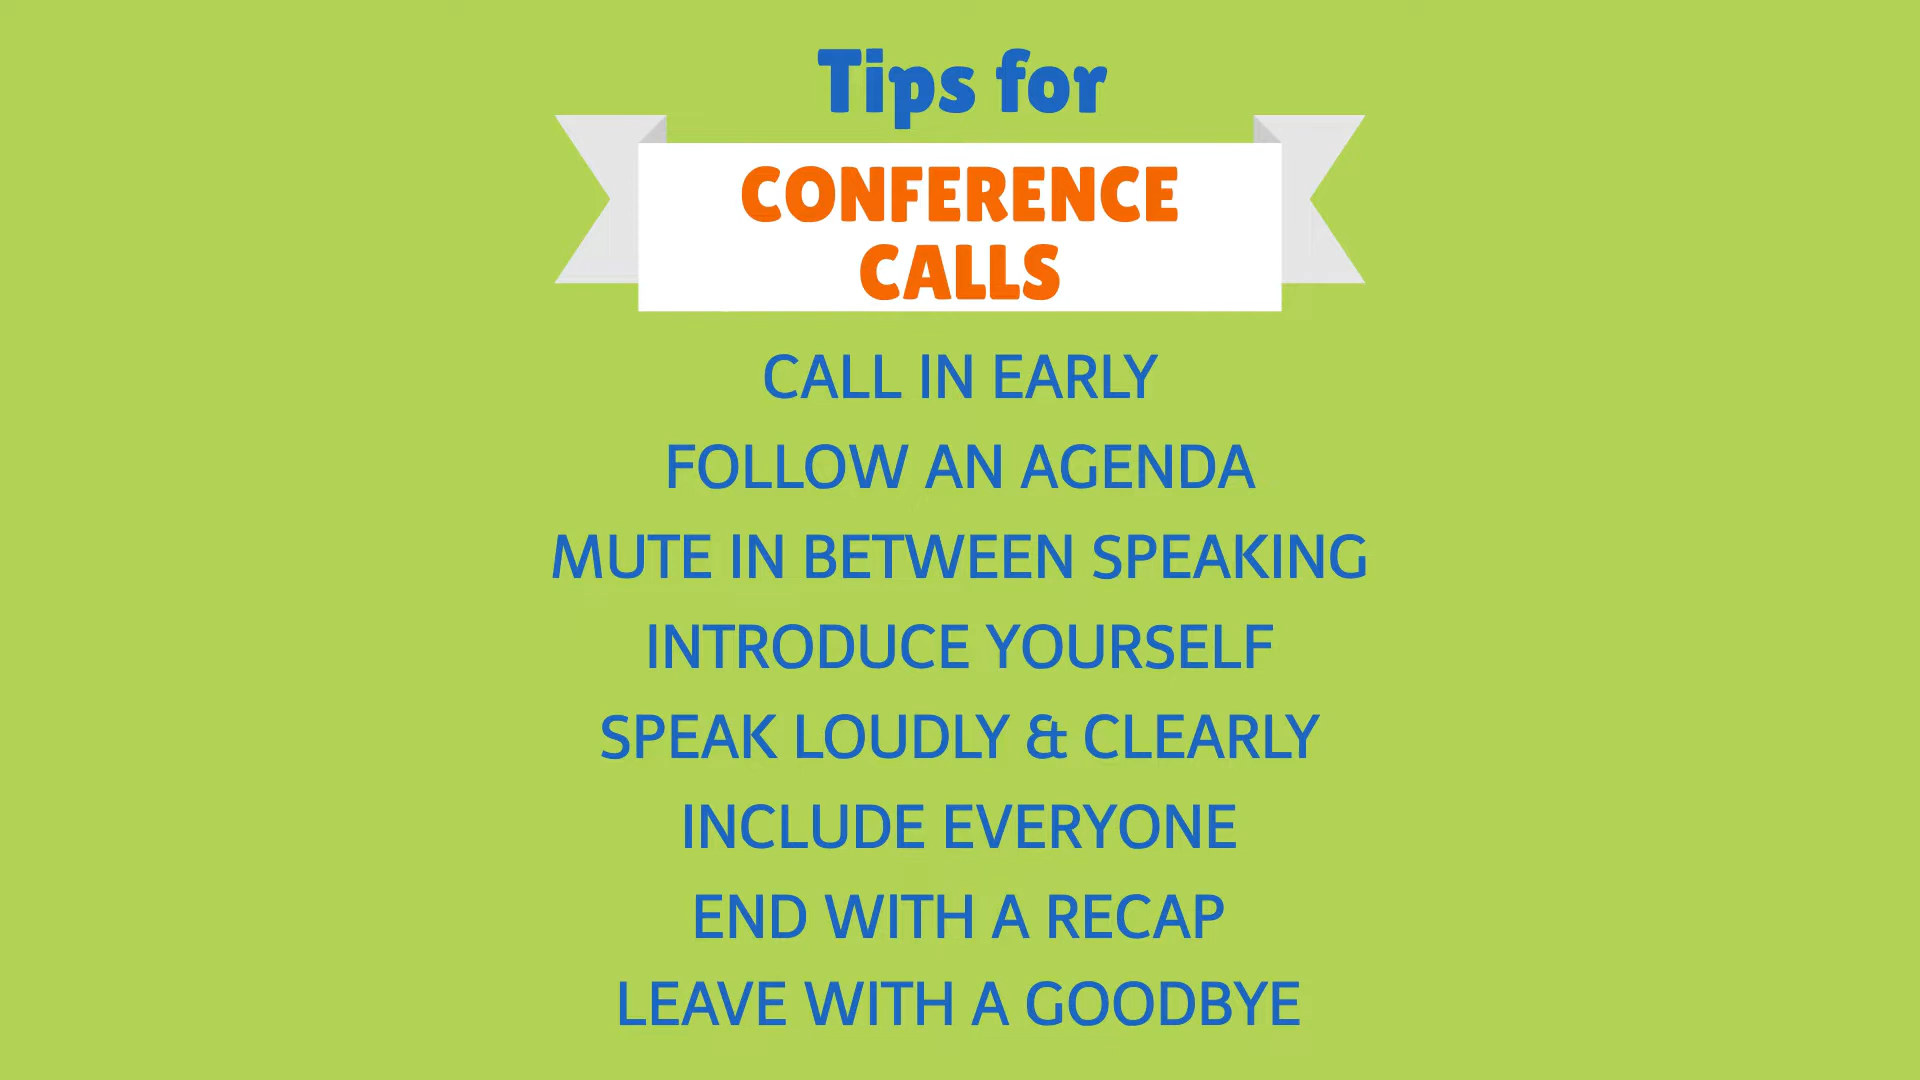 Tips for
CONFERENCE
CALLS
CALL IN EARLY
FOLLOW AN AGENDA
MUTE IN BETWEEN SPEAKING
INTRODUCE YOURSELF
SPEAK LOUDLY & CLEARLY
INCLUDE EVERYONE
END WITH A RECAP
LEAVE WITH A GOODBYE